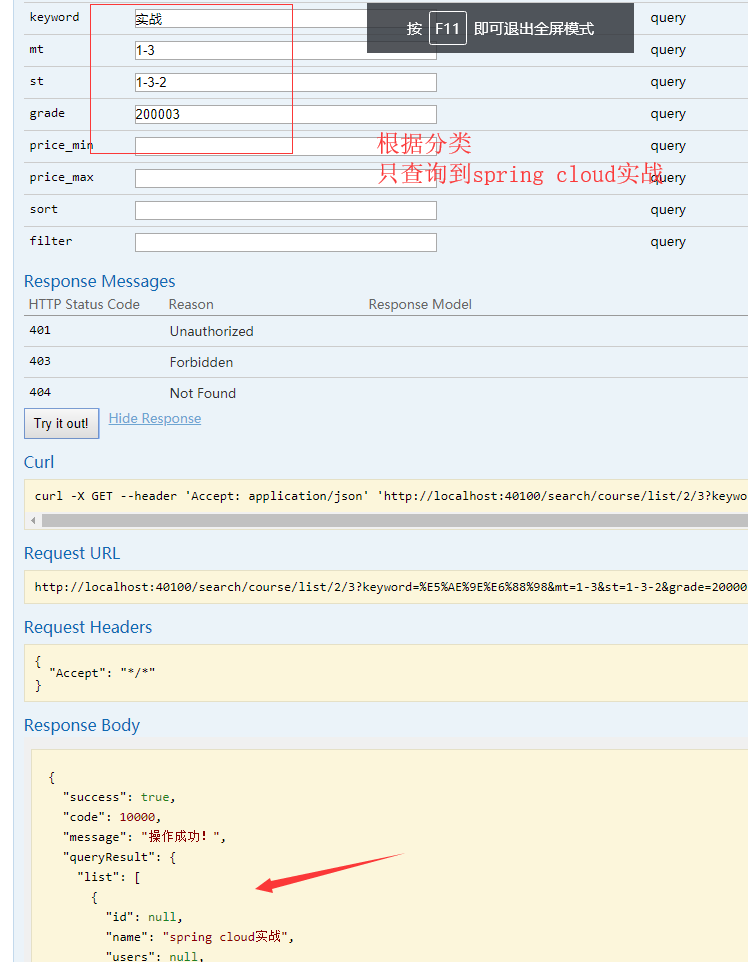 keyword 实战 query
按 F11 即可退出全屏模式
mt 1-3 query
st 1-3-2 query
grade 200003 query
price_min query
根据分类
只查询到spring cloud实战
price_max query
sort query
filter query
Response Messages
HTTP Status Code Reason Response Model
401 Unauthorized
403 Forbidden
404 Not Found
Try it out! Hide Response
Curl
curl -X GET --header 'Accept: application/json' 'http://localhost:40100/search/course/list/2/3?keywo
Request URL
http://localhost:40100/search/course/list/2/3?keyword=%E5%AE%9E%E6%88%98&mt=1-3&st=1-3-2&grade=20000
Request Headers
{
"Accept": "*/*"
}
Response Body
{
"success": true,
"code": 10000,
"message": "操作成功！",
"queryResult": {
"list": [
{
"id": null,
"name": "spring cloud实战",
"users": null,